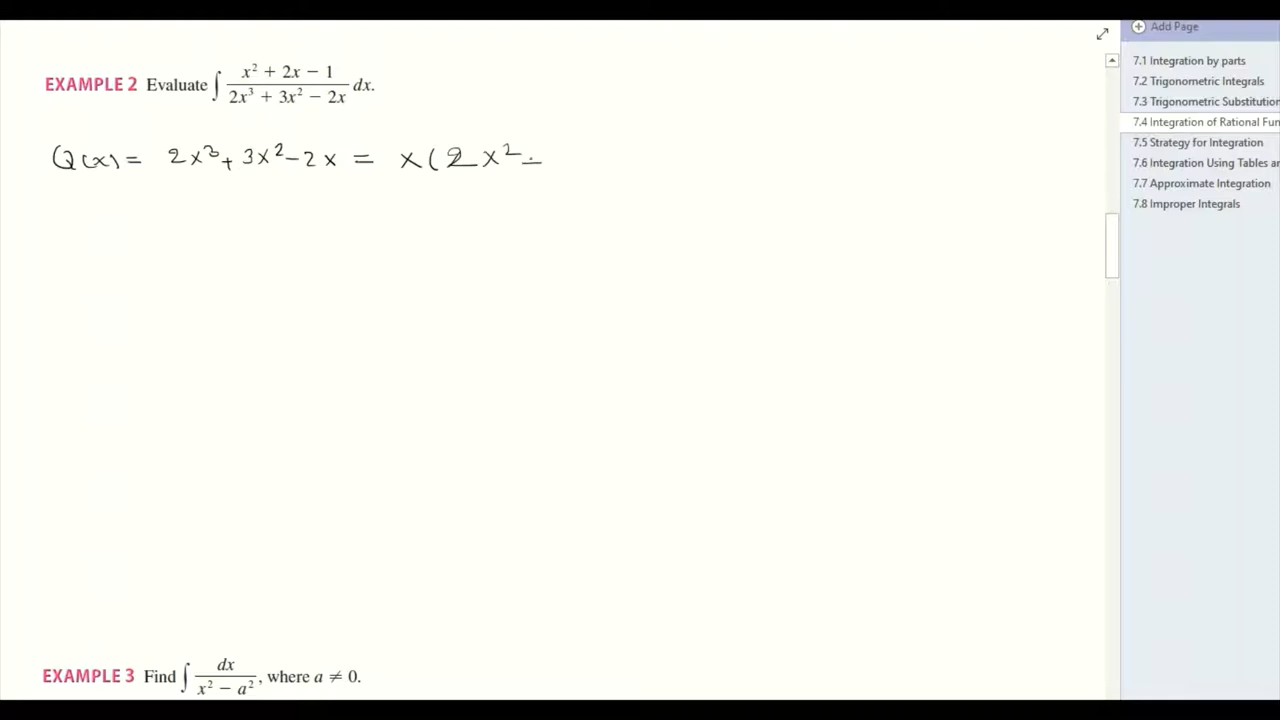 Add Page
EXAMPLE 2 Evaluate ∫ (x² + 2x − 1)/(2x³ + 3x² − 2x) dx.
Q(x) = 2x³ + 3x² − 2x = x(2x² −
EXAMPLE 3 Find ∫ dx/(x² − a²), where a ≠ 0.
7.1 Integration by parts
7.2 Trigonometric Integrals
7.3 Trigonometric Substitution
7.4 Integration of Rational Fun
7.5 Strategy for Integration
7.6 Integration Using Tables a
7.7 Approximate Integration
7.8 Improper Integrals